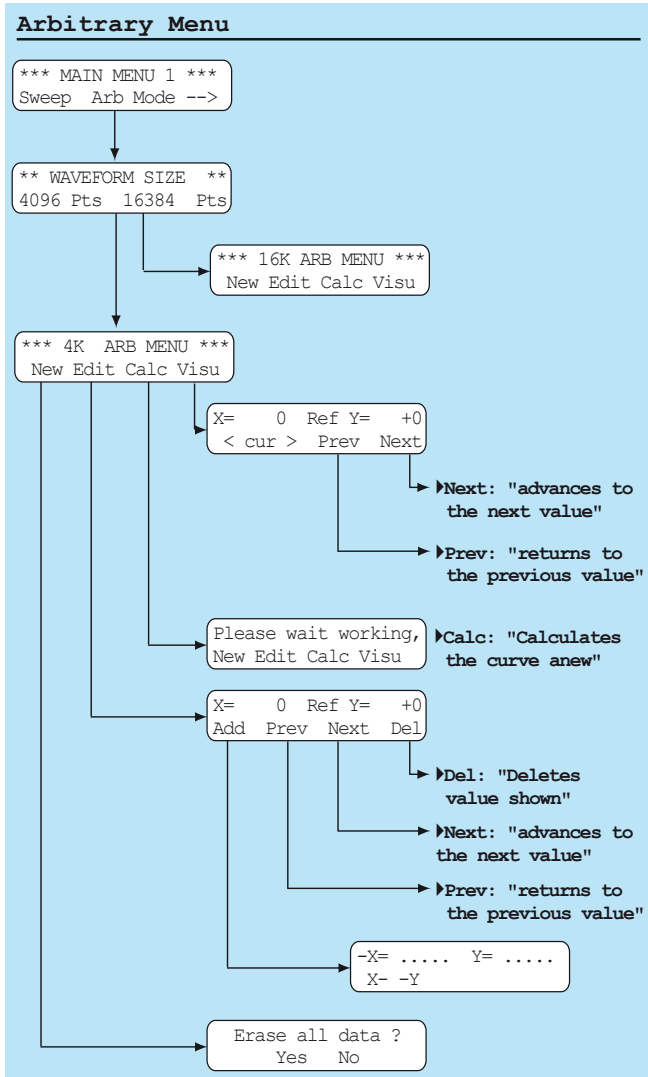 Arbitrary Menu
*** MAIN MENU 1 ***
Sweep Arb Mode -->
** WAVEFORM SIZE **
4096 Pts 16384 Pts
*** 16K ARB MENU ***
New Edit Calc Visu
*** 4K ARB MENU ***
New Edit Calc Visu
X= 0 Ref Y= +0
< cur > Prev Next
Next: "advances to
the next value"
Prev: "returns to
the previous value"
Please wait working,
New Edit Calc Visu
Calc: "Calculates
the curve anew"
X= 0 Ref Y= +0
Add Prev Next Del
Del: "Deletes
value shown"
Next: "advances to
the next value"
Prev: "returns to
the previous value"
-X= ..... Y= .....
X- -Y
Erase all data ?
Yes No